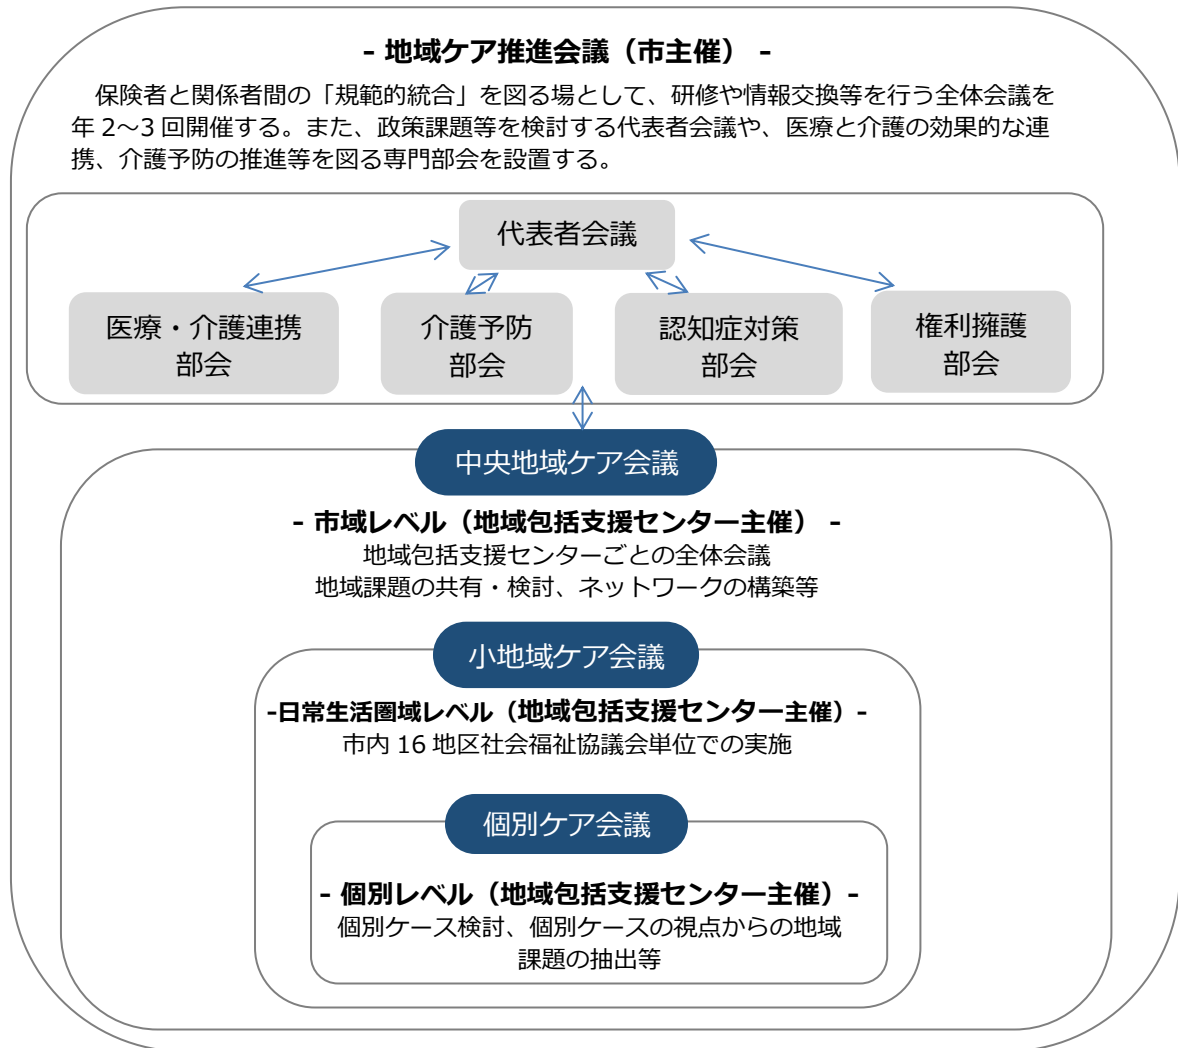 - 地域ケア推進会議（市主催） -
保険者と関係者間の「規範的統合」を図る場として、研修や情報交換等を行う全体会議を
年 2～3 回開催する。また、政策課題等を検討する代表者会議や、医療と介護の効果的な連
携、介護予防の推進等を図る専門部会を設置する。
代表者会議
医療・介護連携
部会
介護予防
部会
認知症対策
部会
権利擁護
部会
中央地域ケア会議
- 市域レベル（地域包括支援センター主催） -
地域包括支援センターごとの全体会議
地域課題の共有・検討、ネットワークの構築等
小地域ケア会議
-日常生活圏域レベル（地域包括支援センター主催）-
市内 16 地区社会福祉協議会単位での実施
個別ケア会議
- 個別レベル（地域包括支援センター主催）-
個別ケース検討、個別ケースの視点からの地域
課題の抽出等